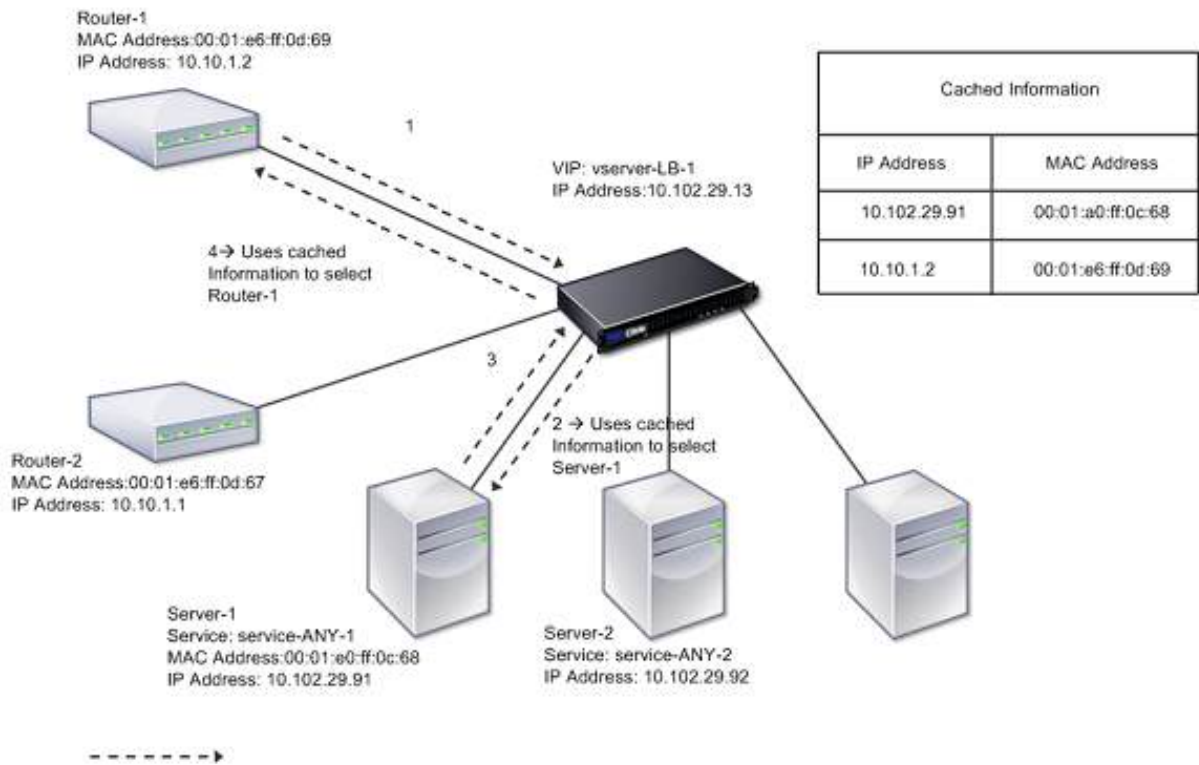 Router-1
MAC Address:00:01:e6:ff:0d:69
IP Address: 10.10.1.2
1
VIP: vserver-LB-1
IP Address:10.102.29.13
Cached Information
IP Address MAC Address
10.102.29.91 00:01:a0:ff:0c:68
10.10.1.2 00:01:e6:ff:0d:69
4→ Uses cached
Information to select
Router-1
3
2 → Uses cached
Information to select
Server-1
Router-2
MAC Address:00:01:e6:ff:0d:67
IP Address: 10.10.1.1
Server-1
Service: service-ANY-1
MAC Address:00:01:e0:ff:0c:68
IP Address: 10.102.29.91
Server-2
Service: service-ANY-2
IP Address: 10.102.29.92